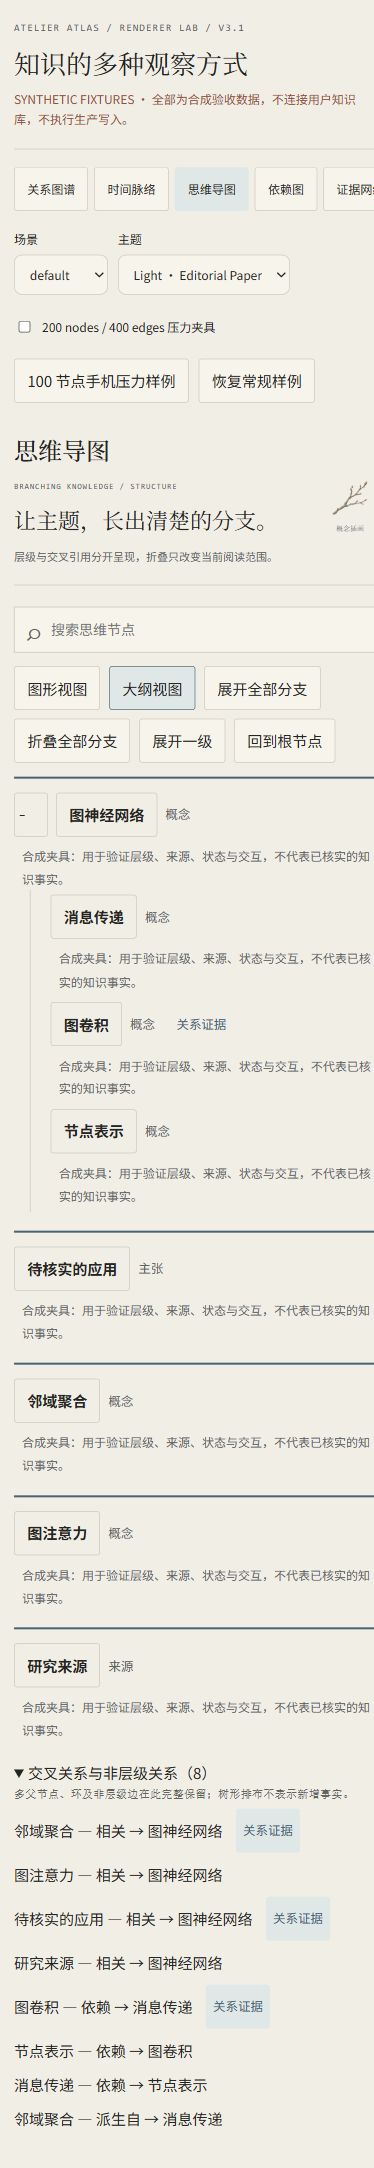 ATELIER ATLAS / RENDERER LAB / V3.1
知识的多种观察方式
SYNTHETIC FIXTURES · 全部为合成验收数据，不连接用户知识
库，不执行生产写入。
关系图谱 时间脉络 思维导图 依赖图 证据网
场景 主题
default Light · Editorial Paper
200 nodes / 400 edges 压力夹具
100 节点手机压力样例 恢复常规样例
思维导图
BRANCHING KNOWLEDGE / STRUCTURE
让主题，长出清楚的分支。
概念插画
层级与交叉引用分开呈现，折叠只改变当前阅读范围。
搜索思维节点
图形视图 大纲视图 展开全部分支
折叠全部分支 展开一级 回到根节点
– 图神经网络 概念
合成夹具：用于验证层级、来源、状态与交互，不代表已核实的知
识事实。
消息传递 概念
合成夹具：用于验证层级、来源、状态与交互，不代表已核
实的知识事实。
图卷积 概念 关系证据
合成夹具：用于验证层级、来源、状态与交互，不代表已核
实的知识事实。
节点表示 概念
合成夹具：用于验证层级、来源、状态与交互，不代表已核
实的知识事实。
待核实的应用 主张
合成夹具：用于验证层级、来源、状态与交互，不代表已核实的知
识事实。
邻域聚合 概念
合成夹具：用于验证层级、来源、状态与交互，不代表已核实的知
识事实。
图注意力 概念
合成夹具：用于验证层级、来源、状态与交互，不代表已核实的知
识事实。
研究来源 来源
合成夹具：用于验证层级、来源、状态与交互，不代表已核实的知
识事实。
▼ 交叉关系与非层级关系（8）
多父节点、环及非层级边在此完整保留；树形排布不表示新增事实。
邻域聚合 — 相关 → 图神经网络 关系证据
图注意力 — 相关 → 图神经网络
待核实的应用 — 相关 → 图神经网络 关系证据
研究来源 — 相关 → 图神经网络
图卷积 — 依赖 → 消息传递 关系证据
节点表示 — 依赖 → 图卷积
消息传递 — 依赖 → 节点表示
邻域聚合 — 派生自 → 消息传递